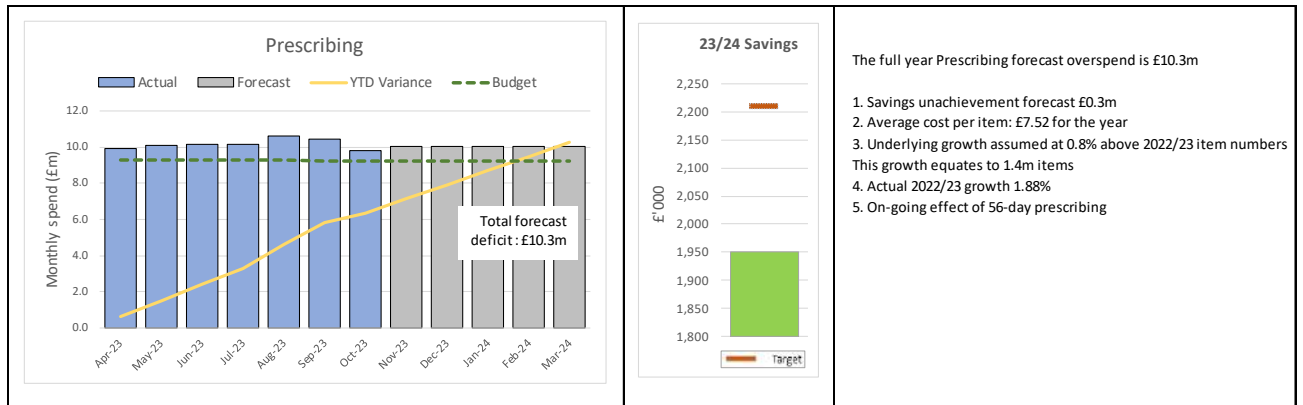 Prescribing
Actual Forecast YTD Variance Budget
Monthly spend (£m)
12.0
10.0
8.0
6.0
4.0
2.0
0.0
Total forecast
deficit : £10.3m
Apr-23 May-23 Jun-23 Jul-23 Aug-23 Sep-23 Oct-23 Nov-23 Dec-23 Jan-24 Feb-24 Mar-24
23/24 Savings
£'000
2,250
2,200
2,150
2,100
2,050
2,000
1,950
1,900
1,850
1,800
Target
The full year Prescribing forecast overspend is £10.3m
1. Savings unachievement forecast £0.3m
2. Average cost per item: £7.52 for the year
3. Underlying growth assumed at 0.8% above 2022/23 item numbers
This growth equates to 1.4m items
4. Actual 2022/23 growth 1.88%
5. On-going effect of 56-day prescribing